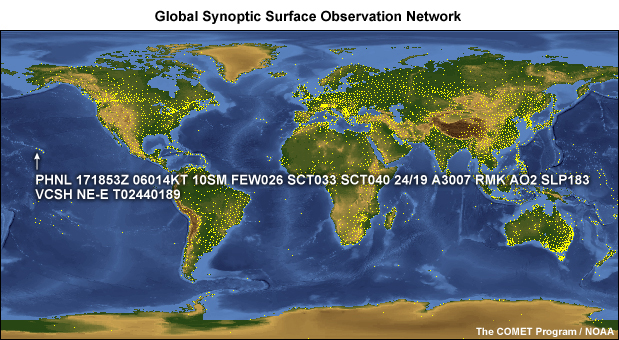 Global Synoptic Surface Observation Network
PHNL 171853Z 06014KT 10SM FEW026 SCT033 SCT040 24/19 A3007 RMK AO2 SLP183
VCSH NE-E T02440189
The COMET Program / NOAA